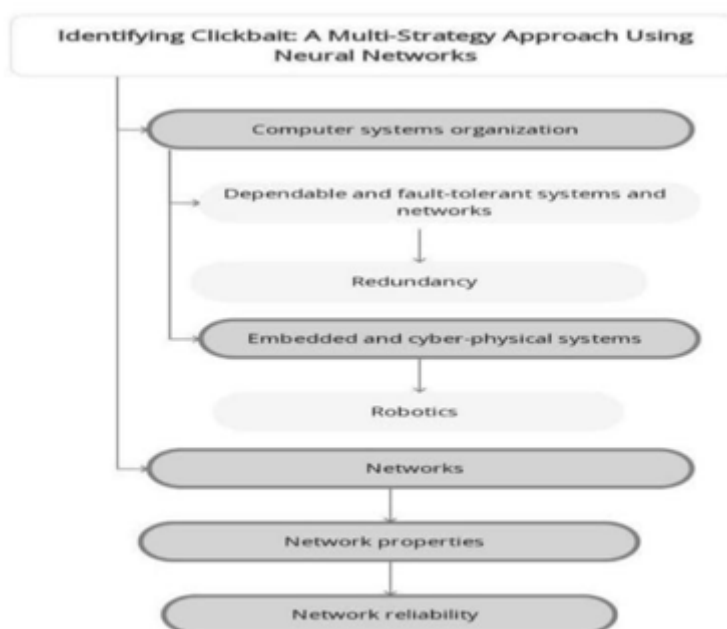 Identifying Clickbait: A Multi-Strategy Approach Using
Neural Networks
Computer systems organization
Dependable and fault-tolerant systems and
networks
Redundancy
Embedded and cyber-physical systems
Robotics
Networks
Network properties
Network reliability